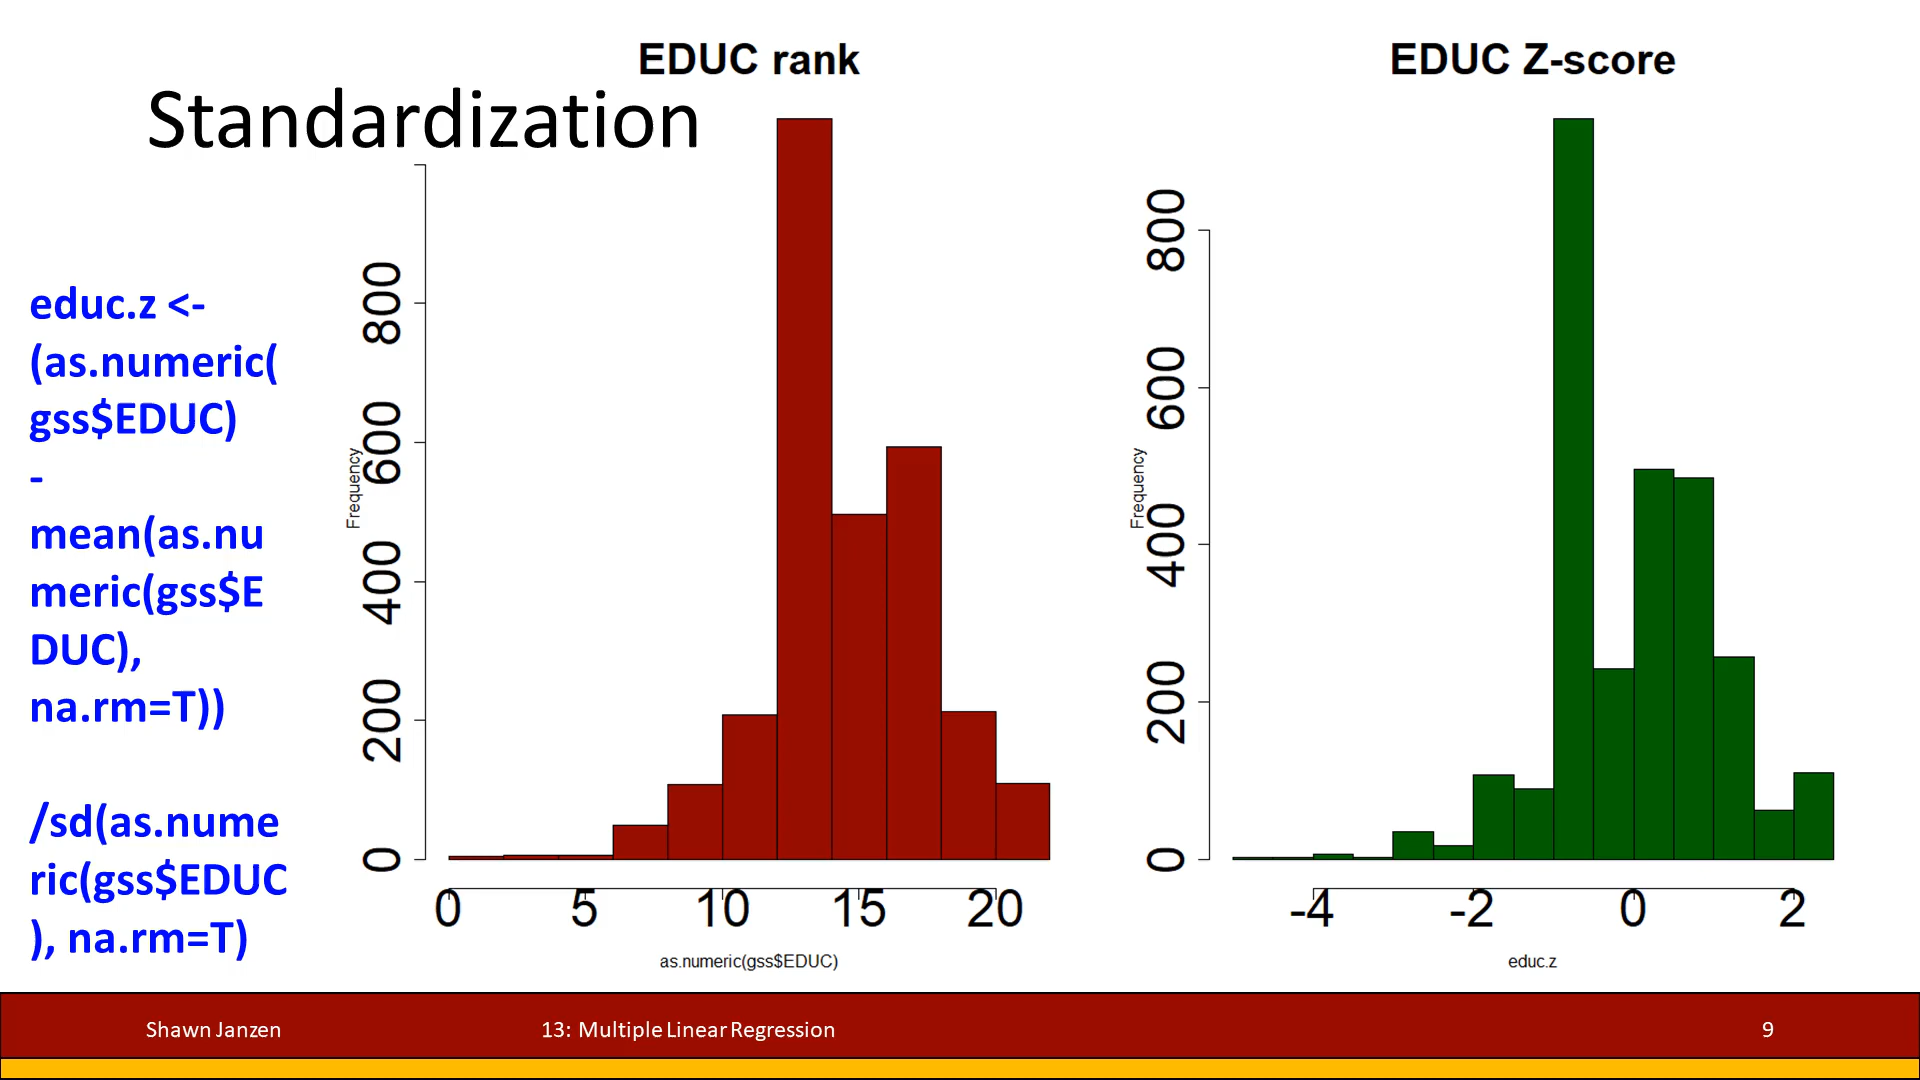 Standardization
educ.z <-
(as.numeric(
gss$EDUC)
-
mean(as.nu
meric(gss$E
DUC),
na.rm=T))
/sd(as.nume
ric(gss$EDUC
), na.rm=T)
EDUC rank
Frequency
800
600
400
200
0
0 5 10 15 20
as.numeric(gss$EDUC)
EDUC Z-score
Frequency
800
600
400
200
0
-4 -2 0 2
educ.z
Shawn Janzen
13: Multiple Linear Regression
9